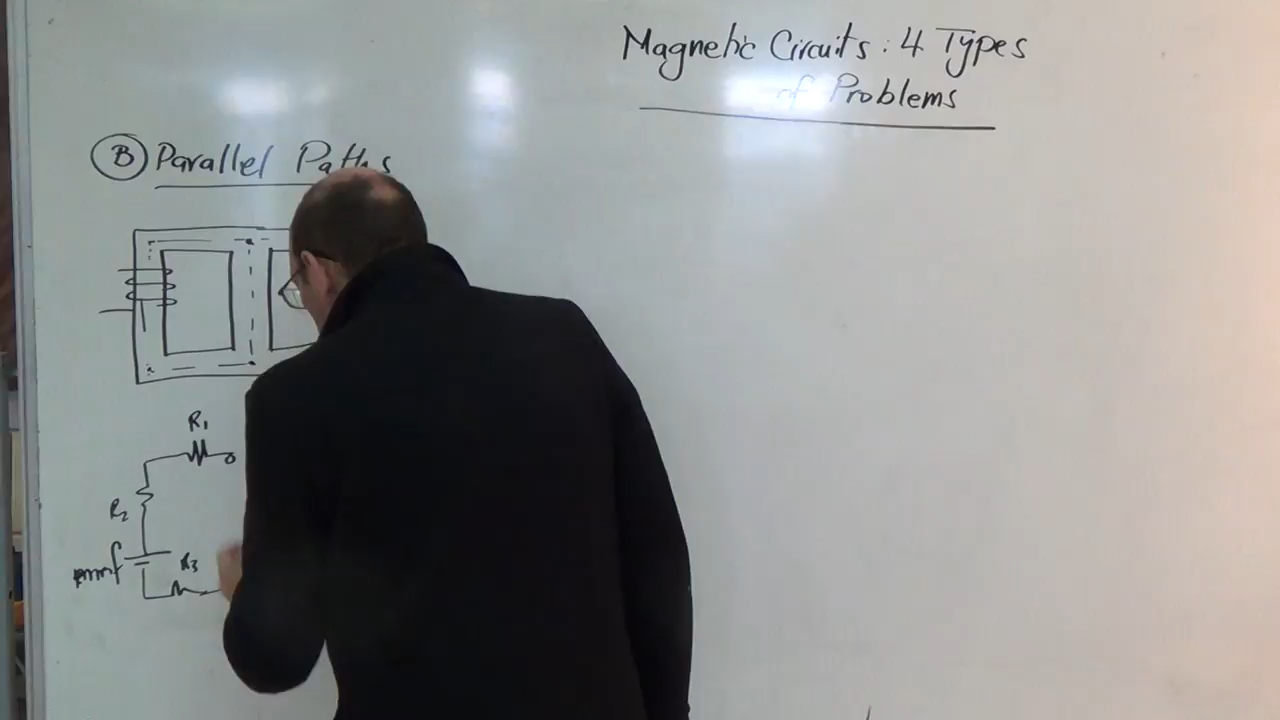 Magnetic Circuits: 4 Types
of Problems
B Parallel Paths
R1
R2
mmf
R3